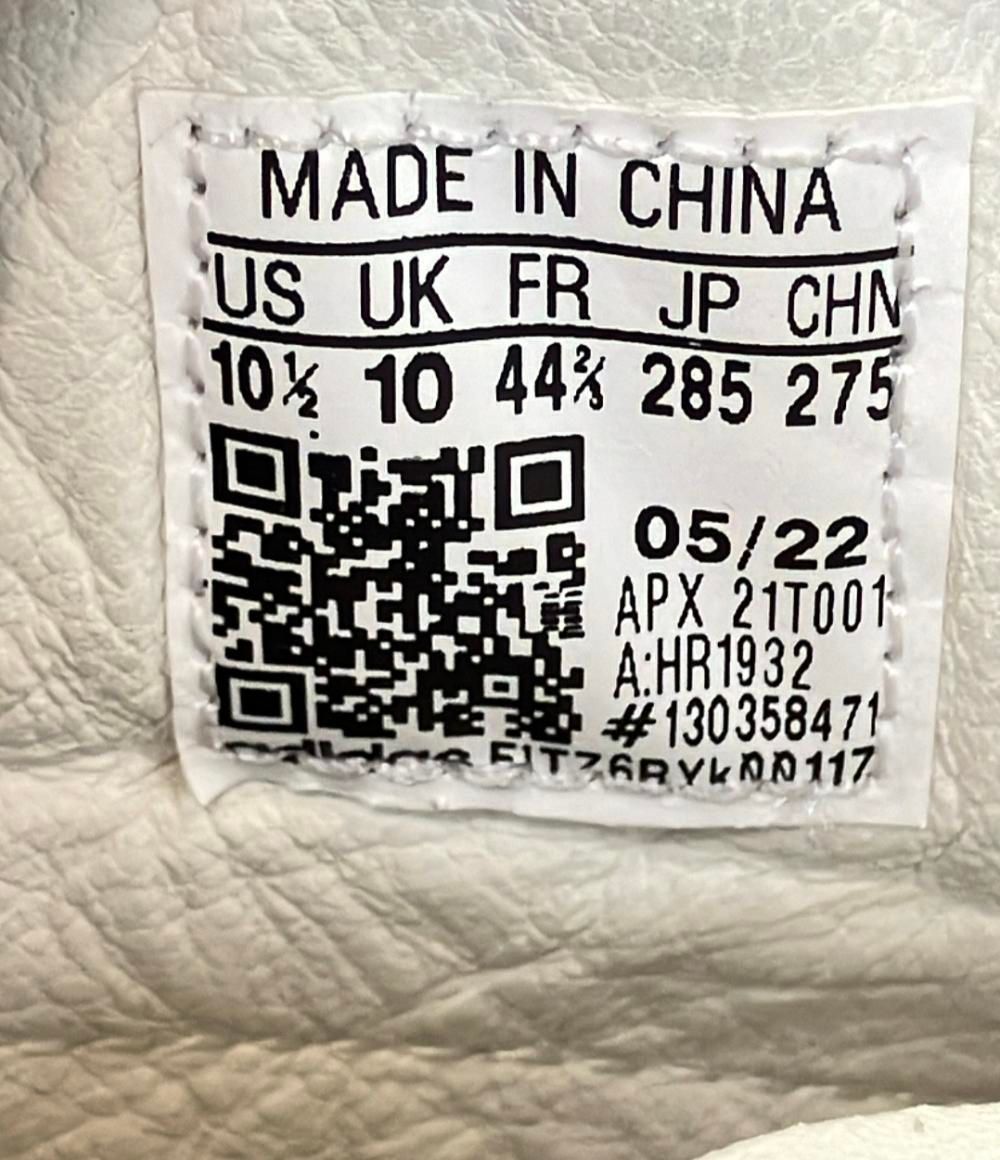 MADE IN CHINA
US UK FR JP CHN
10½ 10 44⅔ 285 275
05/22
APX 21T001
A:HR1932
#130358471
adidas